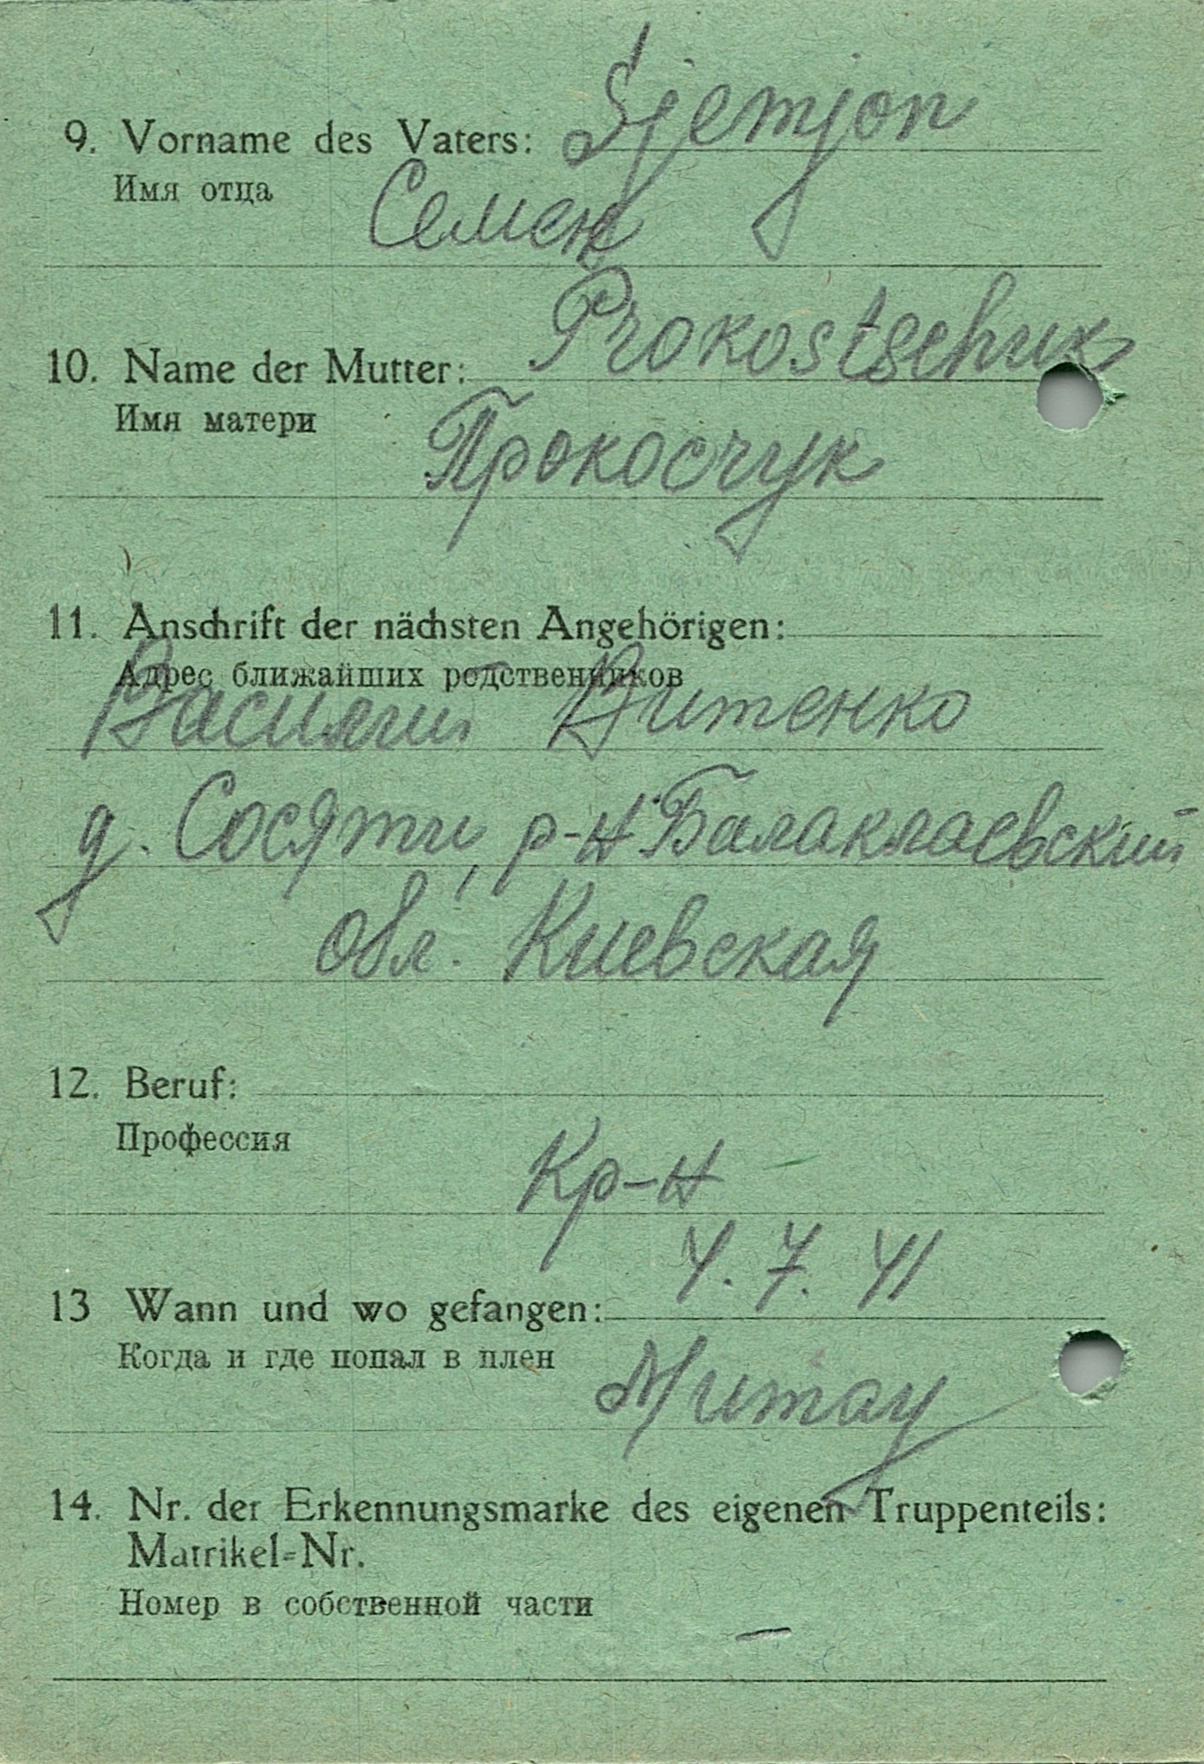 9. Vorname des Vaters: Sjemjon
Имя отца
Семен
10. Name der Mutter: Prokostschuk
Имя матери
Прокосчук
11. Anschrift der nächsten Angehörigen:
Адрес ближайших родственников
Василий Витенко
д. Сосяти, р-н Балаклаевский
обл. Киевская
12. Beruf:
Профессия
Кр-н
4. 7. 41
13 Wann und wo gefangen:
Когда и где попал в плен
Митау
14. Nr. der Erkennungsmarke des eigenen Truppenteils:
Matrikel-Nr.
Номер в собственной части
—